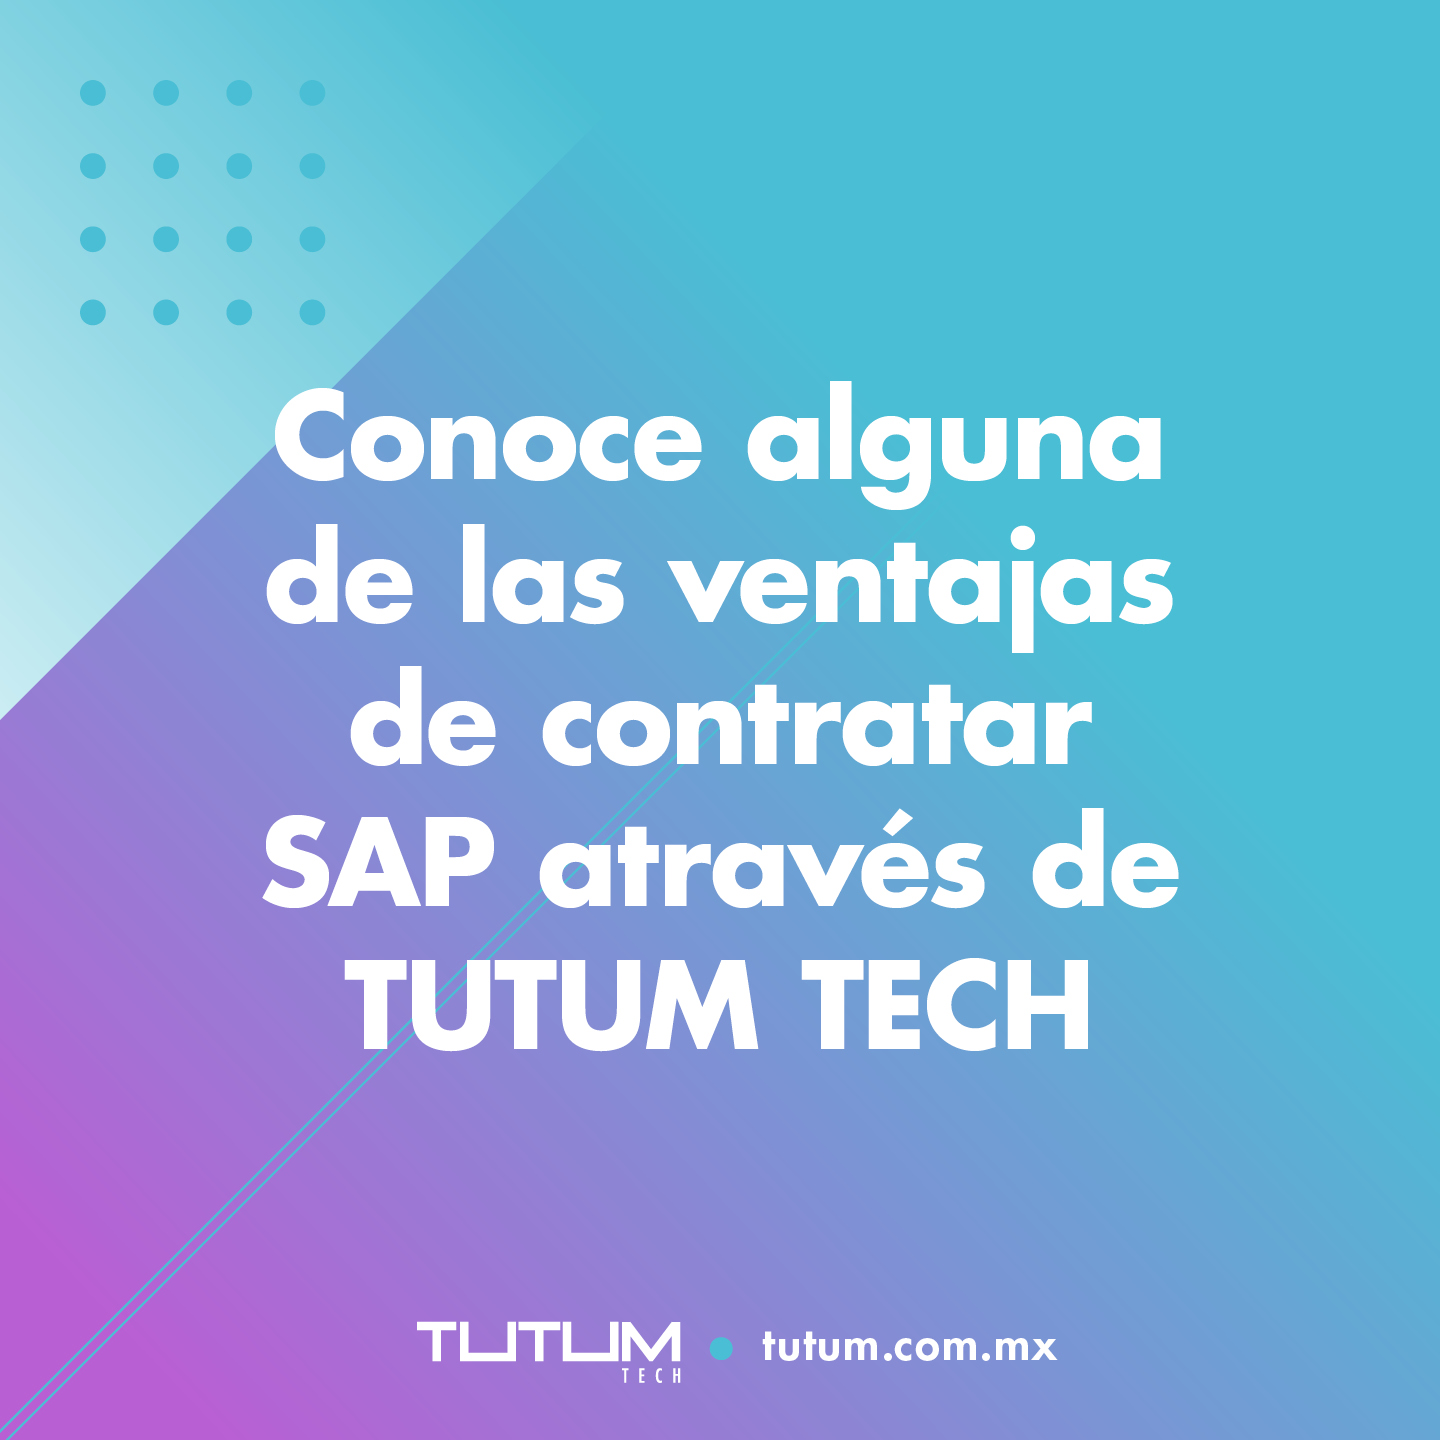 Conoce alguna
de las ventajas
de contratar
SAP através de
TUTUM TECH
TUTUM
TECH
tutum.com.mx